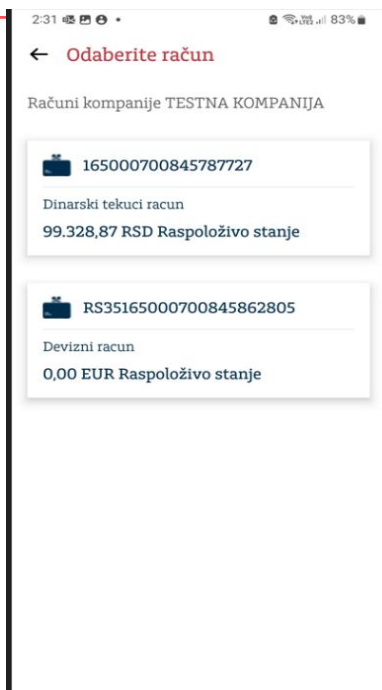 2:31
83%
Odaberite račun
Računi kompanije TESTNA KOMPANIJA
165000700845787727
Dinarski tekuci racun
99.328,87 RSD Raspoloživo stanje
RS35165000700845862805
Devizni racun
0,00 EUR Raspoloživo stanje